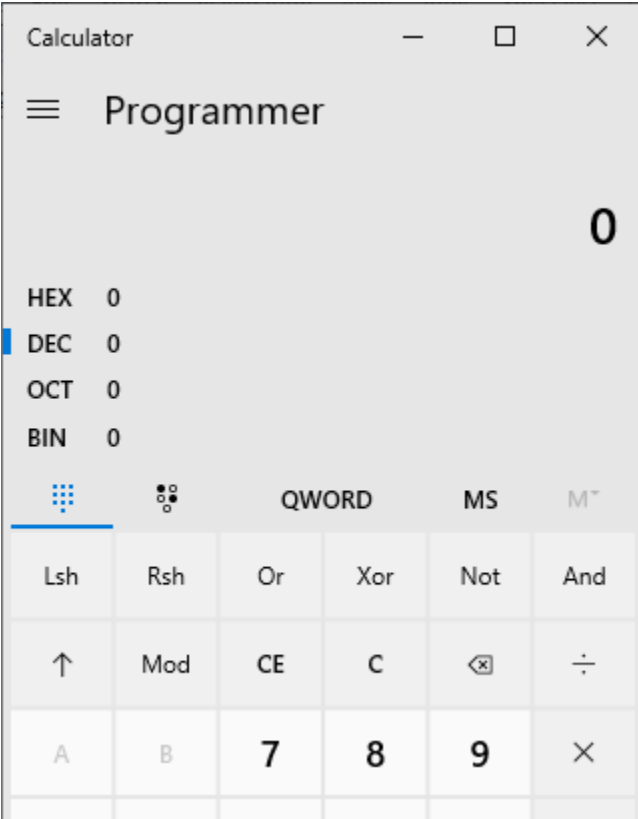 Calculator
Programmer
0
HEX 0
DEC 0
OCT 0
BIN 0
QWORD MS M
Lsh Rsh Or Xor Not And
↑ Mod CE C ÷
A B 7 8 9 ×